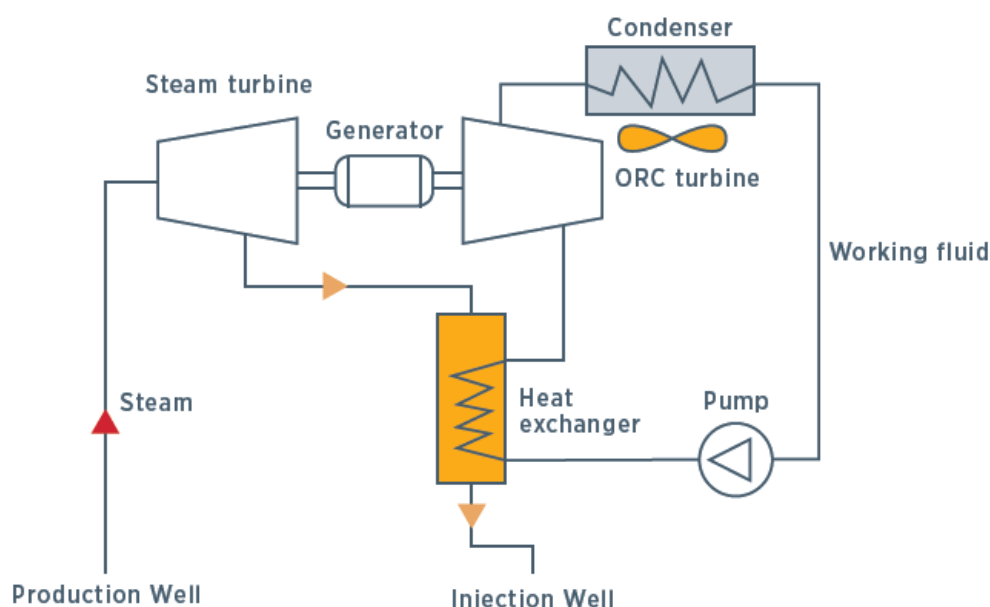 Condenser
Steam turbine
Generator
ORC turbine
Working fluid
Steam
Heat
exchanger
Pump
Production Well
Injection Well